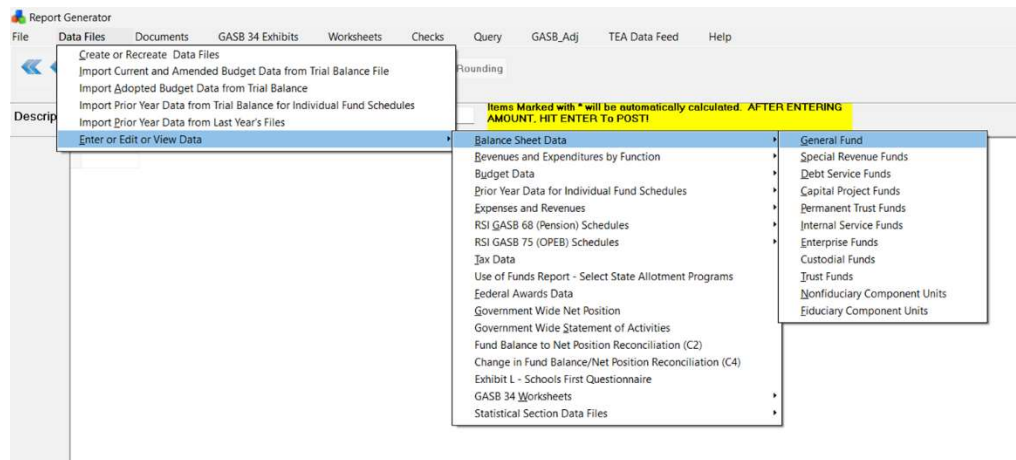 Report Generator
File Data Files Documents GASB 34 Exhibits Worksheets Checks Query GASB_Adj TEA Data Feed Help
Create or Recreate Data Files
Import Current and Amended Budget Data from Trial Balance File
Import Adopted Budget Data from Trial Balance
Import Prior Year Data from Trial Balance for Individual Fund Schedules
Import Prior Year Data from Last Year's Files
Enter or Edit or View Data
Rounding
Descrip
Items Marked with * will be automatically calculated. AFTER ENTERING
AMOUNT, HIT ENTER To POST!
Balance Sheet Data
Revenues and Expenditures by Function
Budget Data
Prior Year Data for Individual Fund Schedules
Expenses and Revenues
RSI GASB 68 (Pension) Schedules
RSI GASB 75 (OPEB) Schedules
Tax Data
Use of Funds Report - Select State Allotment Programs
Federal Awards Data
Government Wide Net Position
Government Wide Statement of Activities
Fund Balance to Net Position Reconciliation (C2)
Change in Fund Balance/Net Position Reconciliation (C4)
Exhibit L - Schools First Questionnaire
GASB 34 Worksheets
Statistical Section Data Files
General Fund
Special Revenue Funds
Debt Service Funds
Capital Project Funds
Permanent Trust Funds
Internal Service Funds
Enterprise Funds
Custodial Funds
Trust Funds
Nonfiduciary Component Units
Fiduciary Component Units